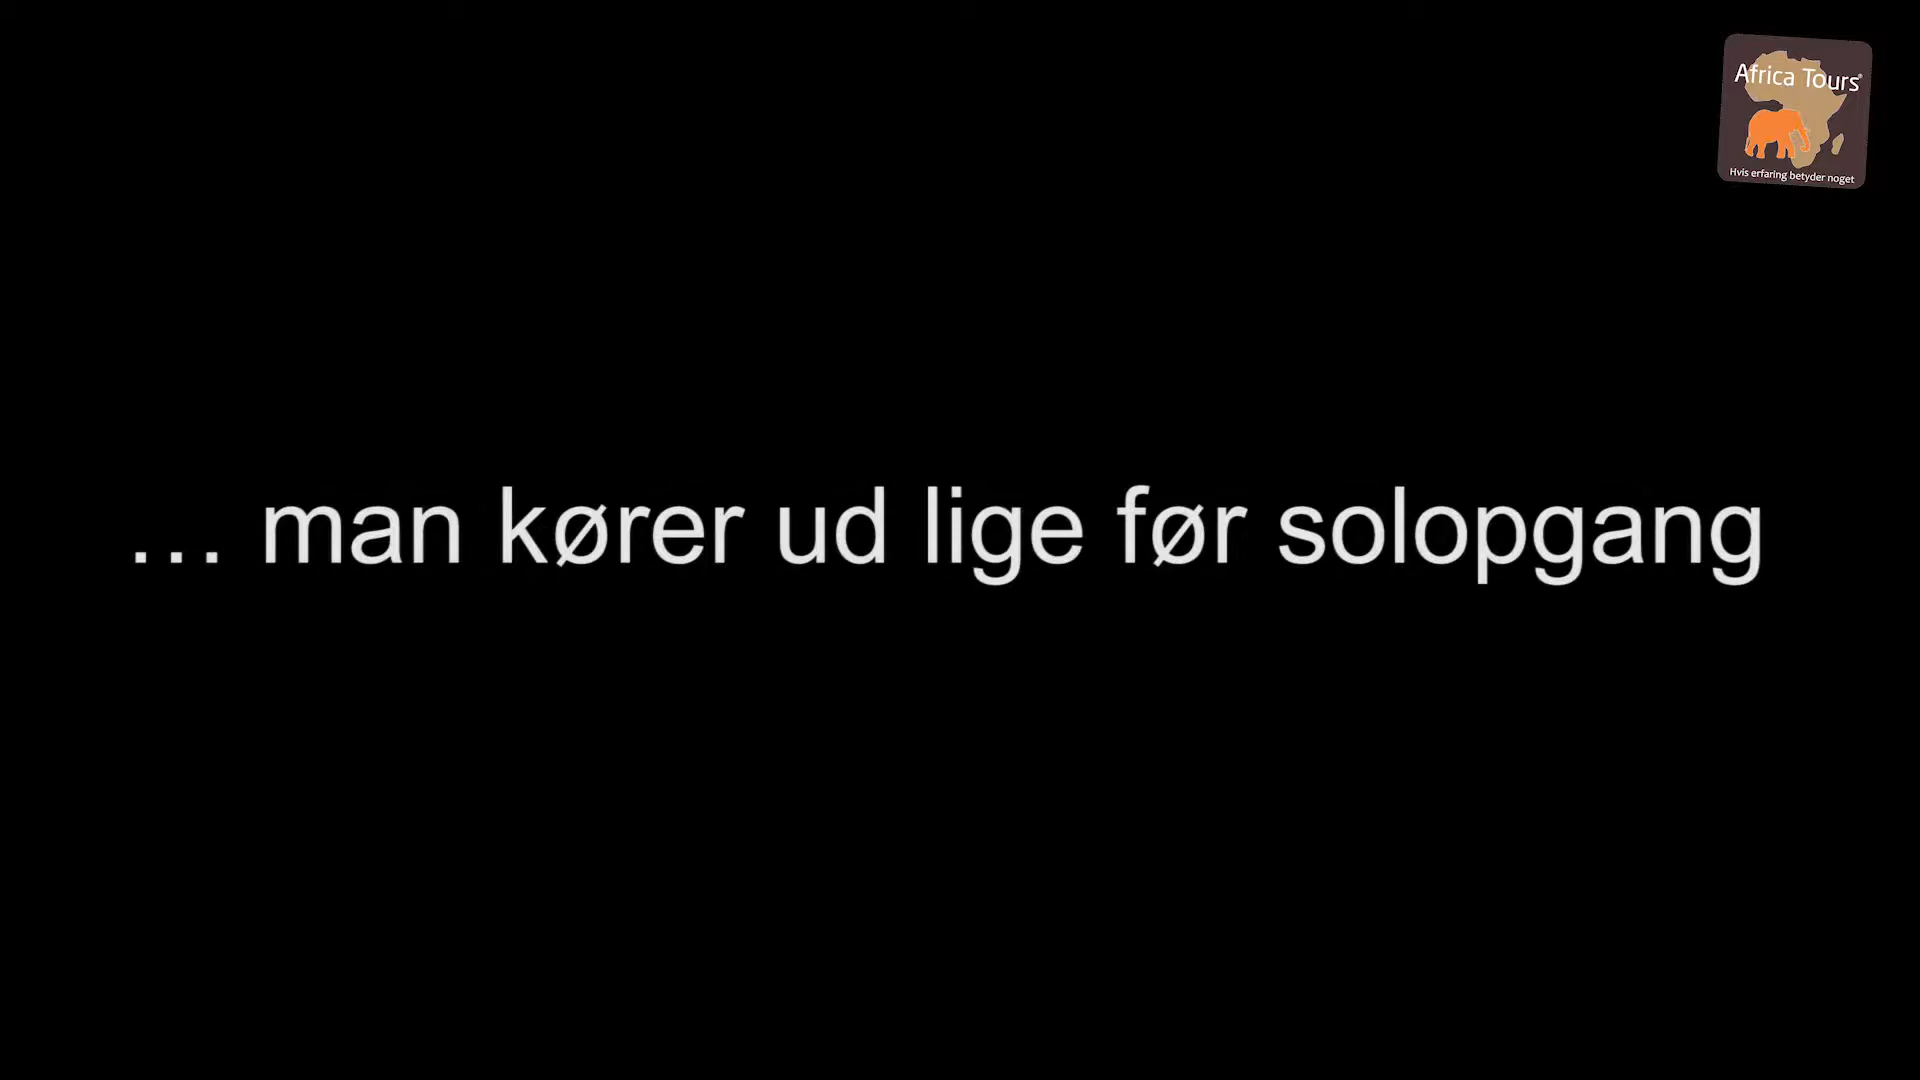 Africa Tours®
Hvis erfaring betyder noget
... man kører ud lige før solopgang